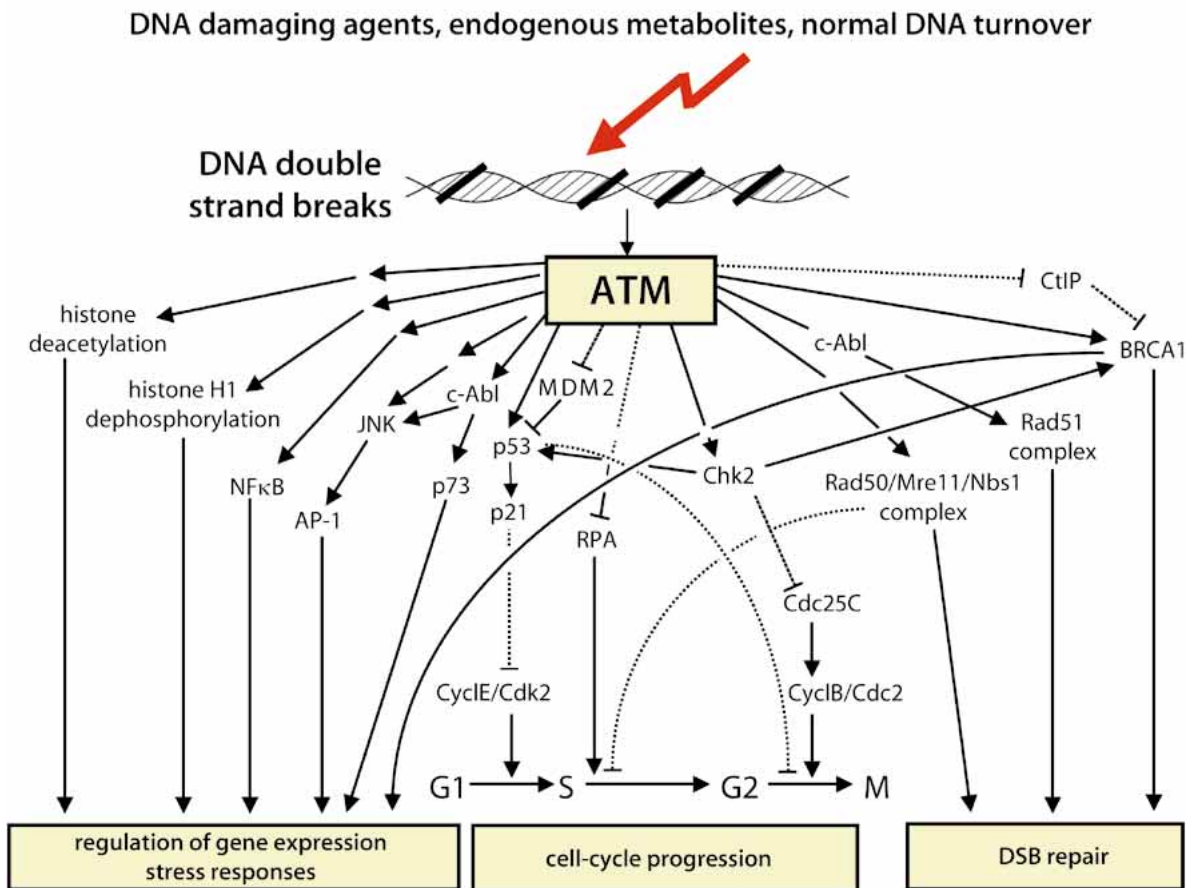 DNA damaging agents, endogenous metabolites, normal DNA turnover
DNA double
strand breaks
ATM
CtIP
histone
deacetylation
c-Abl
BRCA1
histone H1
dephosphorylation
c-Abl
MDM2
JNK
p53
Rad51
complex
NFκB
p73
Chk2
Rad50/Mre11/Nbs1
complex
AP-1
p21
RPA
Cdc25C
CyclE/Cdk2
CyclB/Cdc2
G1
S
G2
M
regulation of gene expression
stress responses
cell-cycle progression
DSB repair